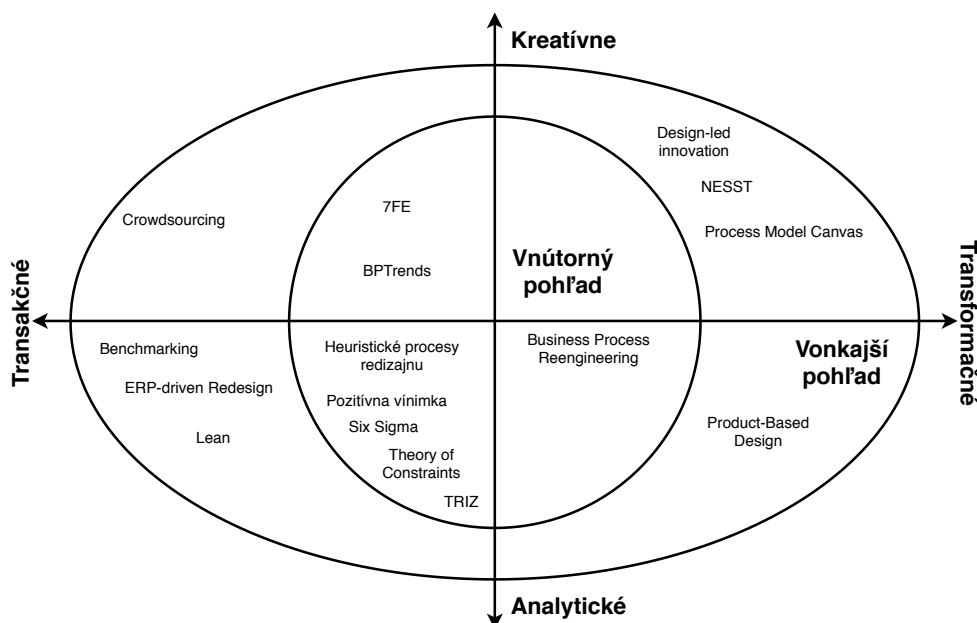 Kreatívne
Design-led
innovation
NESST
Process Model Canvas
Crowdsourcing
7FE
BPTrends
Vnútorný
pohľad
Transakčné
Transformačné
Benchmarking
ERP-driven Redesign
Lean
Heuristické procesy
redizajnu
Pozitívna vínimka
Six Sigma
Theory of
Constraints
TRIZ
Business Process
Reengineering
Vonkajší
pohľad
Product-Based
Design
Analytické